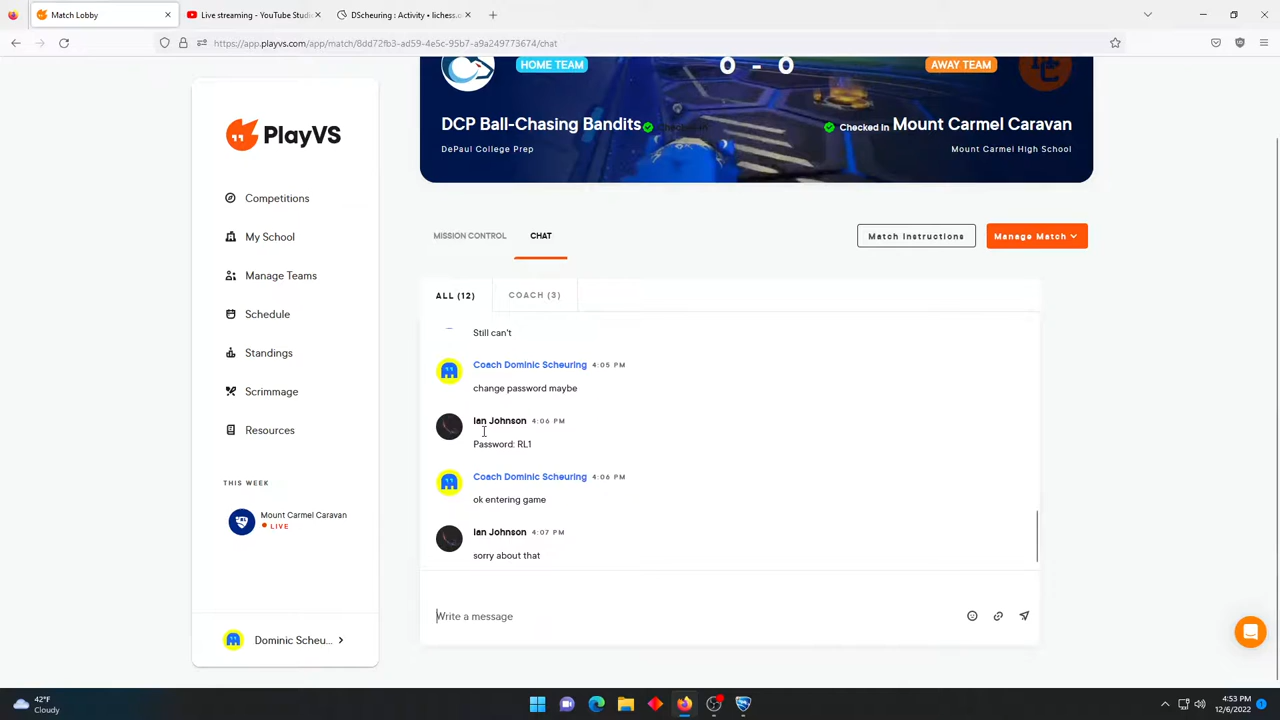 Match Lobby
Live streaming - YouTube Studi
DScheuring : Activity • lichess.o
https://app.playvs.com/app/match/8dd72fb3-ad59-4e5c-95b7-a9a249773674/chat
PlayVS
Competitions
My School
Manage Teams
Schedule
Standings
Scrimmage
Resources
THIS WEEK
Mount Carmel Caravan
LIVE
Dominic Scheu...
HOME TEAM
0 - 0
AWAY TEAM
DCP Ball-Chasing Bandits
Checked In
Checked In
Mount Carmel Caravan
DePaul College Prep
Mount Carmel High School
MISSION CONTROL
CHAT
Match Instructions
Manage Match
ALL (12)
COACH (3)
Still can't
Coach Dominic Scheuring 4:05 PM
change password maybe
Ian Johnson 4:06 PM
Password: RL1
Coach Dominic Scheuring 4:06 PM
ok entering game
Ian Johnson 4:07 PM
sorry about that
Write a message
42°F
Cloudy
4:53 PM
12/6/2022